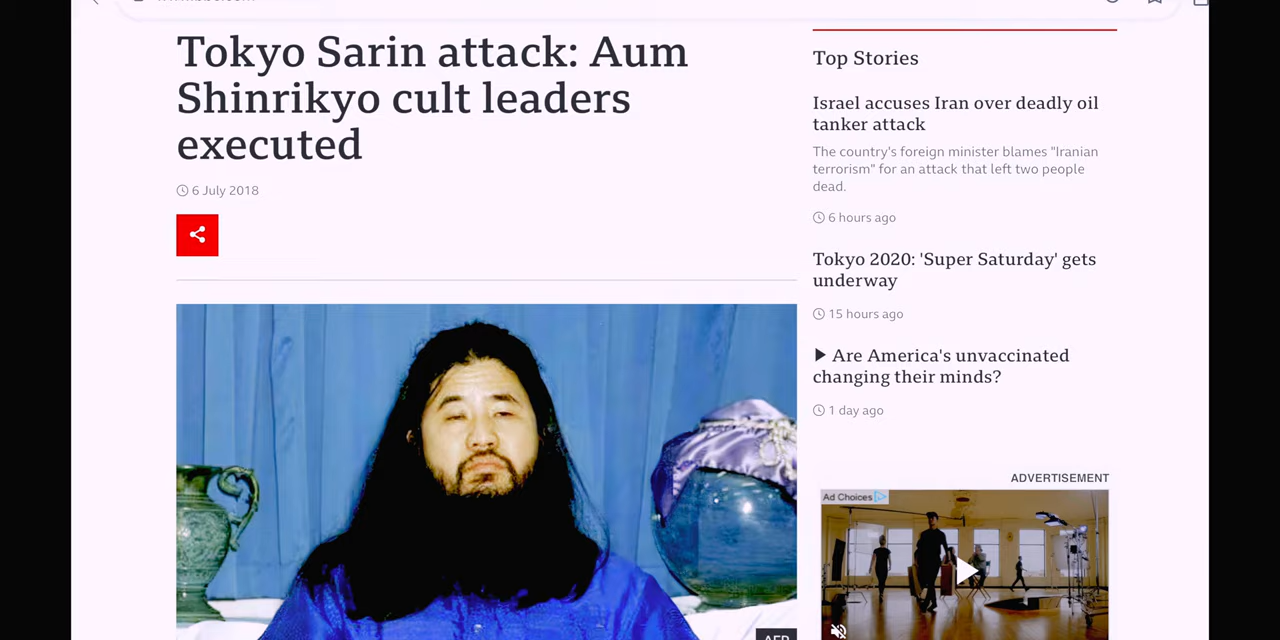 Tokyo Sarin attack: Aum
Shinrikyo cult leaders
executed
6 July 2018
Top Stories
Israel accuses Iran over deadly oil
tanker attack
The country's foreign minister blames "Iranian
terrorism" for an attack that left two people
dead.
6 hours ago
Tokyo 2020: 'Super Saturday' gets
underway
15 hours ago
Are America's unvaccinated
changing their minds?
1 day ago
ADVERTISEMENT
Ad Choices